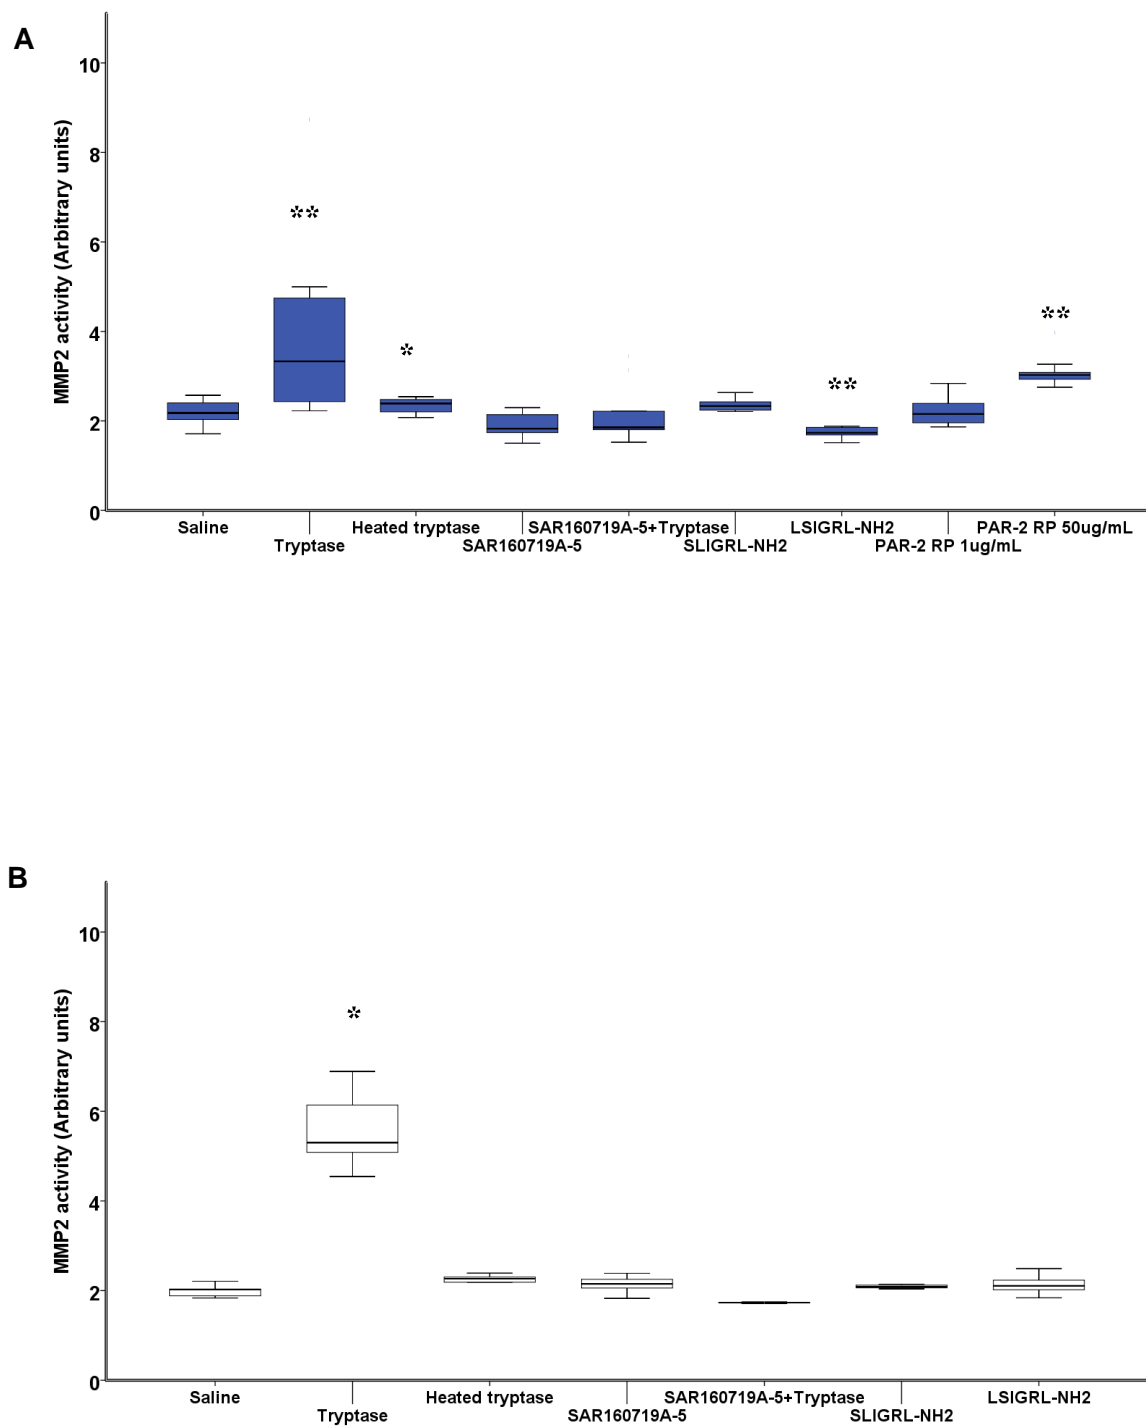 A
MMP2 activity (Arbitrary units)
10
8
6
4
2
0
**
*
**
**
Saline
Tryptase
Heated tryptase
SAR160719A-5
SAR160719A-5+Tryptase
SLIGRL-NH2
LSIGRL-NH2
PAR-2 RP 1ug/mL
PAR-2 RP 50ug/mL
B
MMP2 activity (Arbitrary units)
10
8
6
4
2
0
*
Saline
Tryptase
Heated tryptase
SAR160719A-5
SAR160719A-5+Tryptase
SLIGRL-NH2
LSIGRL-NH2